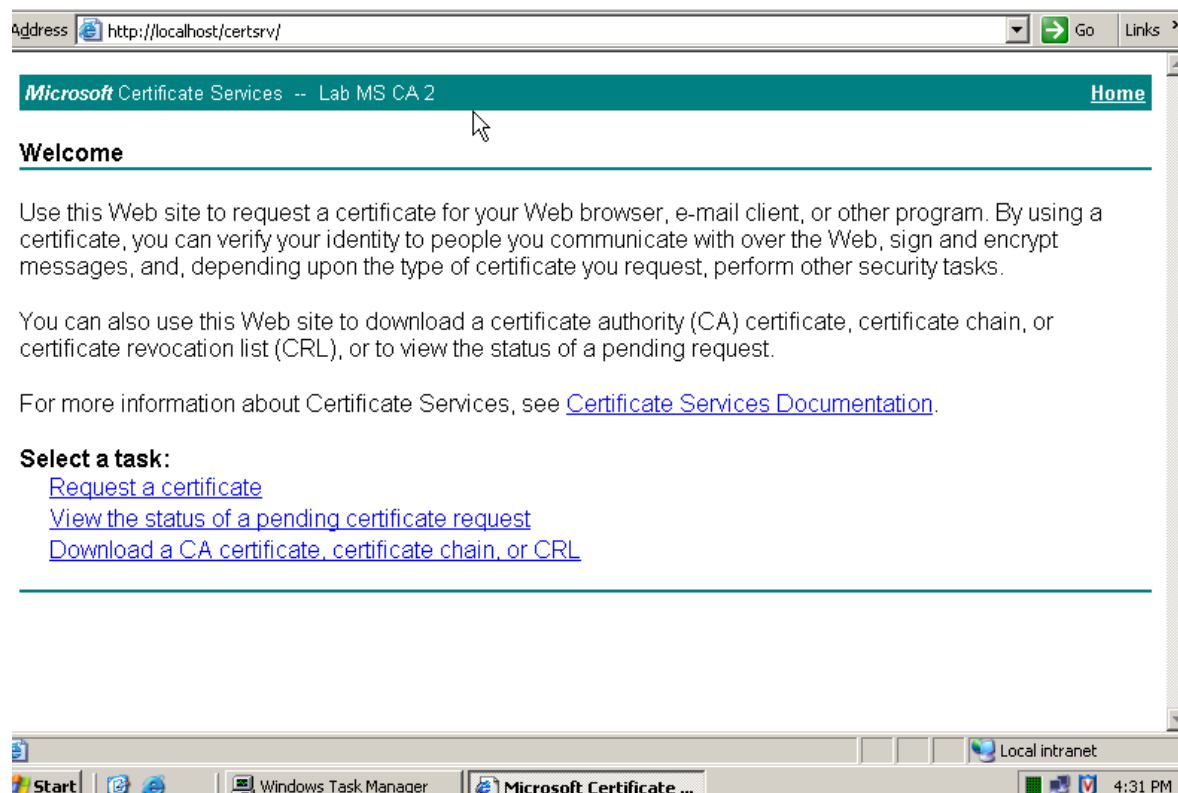 Address http://localhost/certsrv/ Go Links
Microsoft Certificate Services -- Lab MS CA 2 Home
Welcome
Use this Web site to request a certificate for your Web browser, e-mail client, or other program. By using a
certificate, you can verify your identity to people you communicate with over the Web, sign and encrypt
messages, and, depending upon the type of certificate you request, perform other security tasks.
You can also use this Web site to download a certificate authority (CA) certificate, certificate chain, or
certificate revocation list (CRL), or to view the status of a pending request.
For more information about Certificate Services, see Certificate Services Documentation.
Select a task:
Request a certificate
View the status of a pending certificate request
Download a CA certificate, certificate chain, or CRL
Local intranet
Start Windows Task Manager Microsoft Certificate ... 4:31 PM